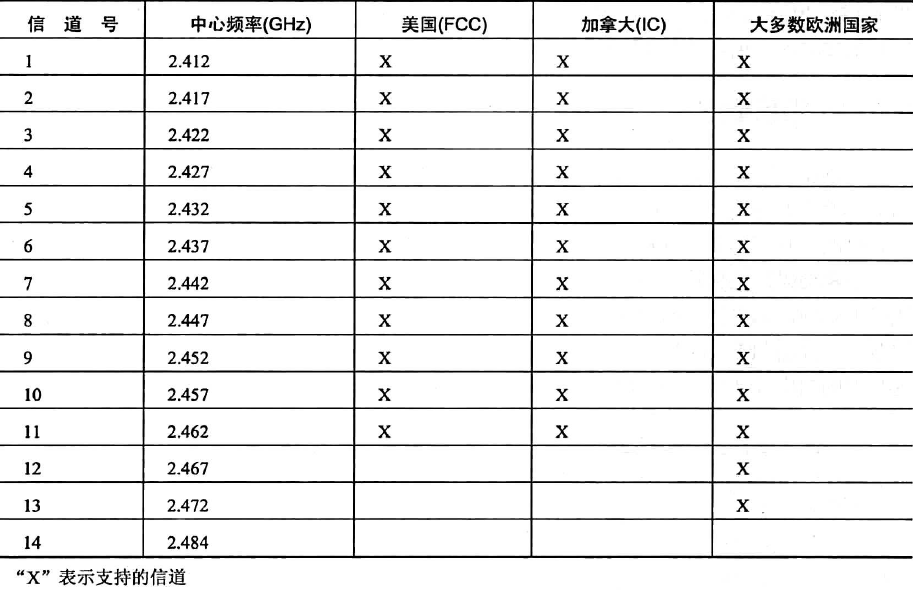 信 道 号 中心频率(GHz) 美国(FCC) 加拿大(IC) 大多数欧洲国家
1 2.412 X X X
2 2.417 X X X
3 2.422 X X X
4 2.427 X X X
5 2.432 X X X
6 2.437 X X X
7 2.442 X X X
8 2.447 X X X
9 2.452 X X X
10 2.457 X X X
11 2.462 X X X
12 2.467 X
13 2.472 X
14 2.484
“X”表示支持的信道